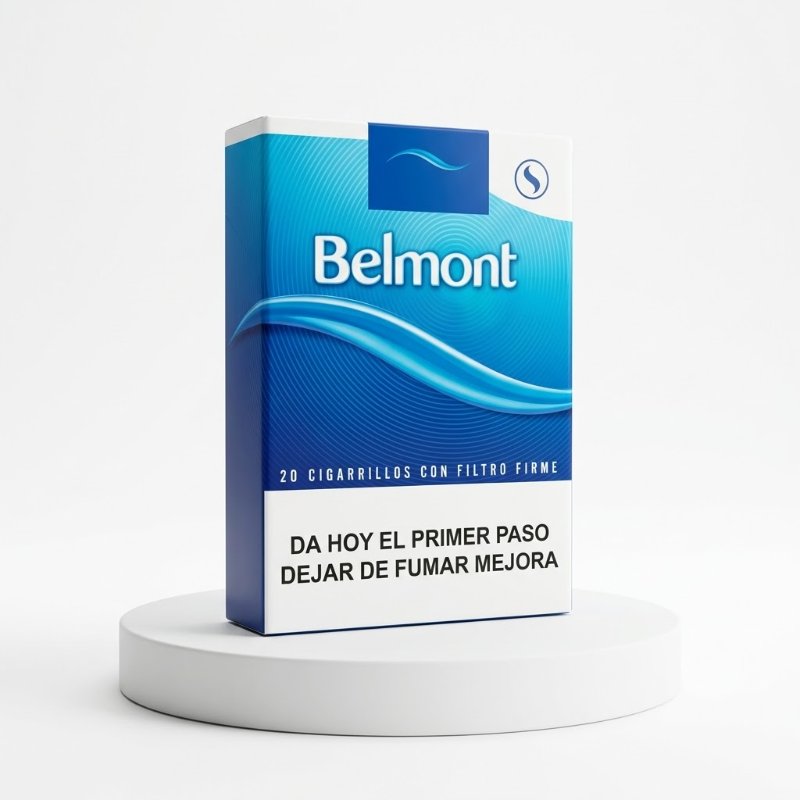 Belmont
20 CIGARRILLOS CON FILTRO FIRME
DA HOY EL PRIMER PASO
DEJAR DE FUMAR MEJORA